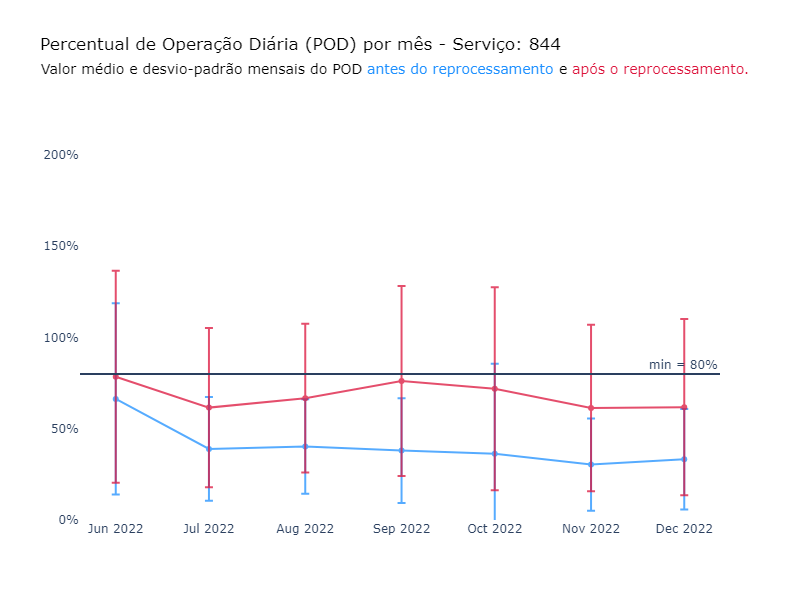 Percentual de Operação Diária (POD) por mês - Serviço: 844
Valor médio e desvio-padrão mensais do POD antes do reprocessamento e após o reprocessamento.
200%
150%
100%
min = 80%
50%
0%
Jun 2022 Jul 2022 Aug 2022 Sep 2022 Oct 2022 Nov 2022 Dec 2022